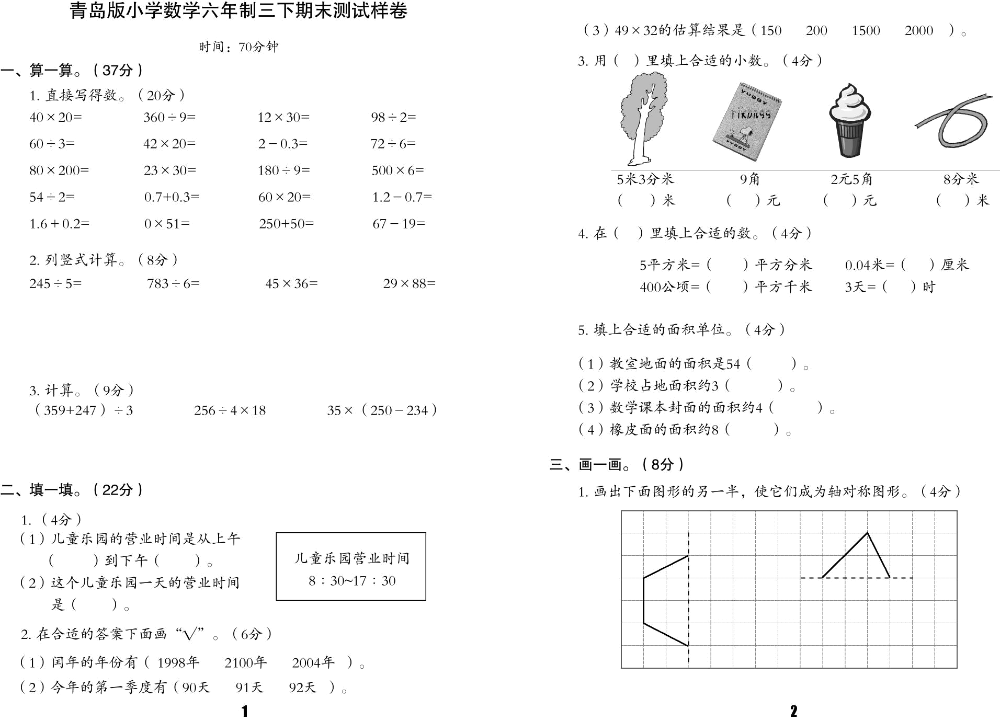 青岛版小学数学六年制三下期末测试样卷
时间：70分钟
一、算一算。（37分）
1. 直接写得数。（20分）
40×20= 360÷9= 12×30= 98÷2=
60÷3= 42×20= 2－0.3= 72÷6=
80×200= 23×30= 180÷9= 500×6=
54÷2= 0.7+0.3= 60×20= 1.2－0.7=
1.6＋0.2= 0×51= 250+50= 67－19=
2. 列竖式计算。（8分）
245÷5= 783÷6= 45×36= 29×88=
3. 计算。（9分）
（359+247）÷3 256÷4×18 35×（250－234）
二、填一填。（22分）
1. （4分）
（1）儿童乐园的营业时间是从上午
（ ）到下午（ ）。
（2）这个儿童乐园一天的营业时间
是（ ）。
儿童乐园营业时间
8：30~17：30
2. 在合适的答案下面画“√”。（6分）
（1）闰年的年份有（ 1998年 2100年 2004年 ）。
（2）今年的第一季度有（90天 91天 92天 ）。
1
（3）49×32的估算结果是（150 200 1500 2000 ）。
3. 用（ ）里填上合适的小数。（4分）
yuggy
yuggy
5米3分米 9角 2元5角 8分米
（ ）米 （ ）元 （ ）元 （ ）米
4. 在（ ）里填上合适的数。（4分）
5平方米=（ ）平方分米 0.04米=（ ）厘米
400公顷=（ ）平方千米 3天=（ ）时
5. 填上合适的面积单位。（4分）
（1）教室地面的面积是54（ ）。
（2）学校占地面积约3（ ）。
（3）数学课本封面的面积约4（ ）。
（4）橡皮面的面积约8（ ）。
三、画一画。（8分）
1. 画出下面图形的另一半，使它们成为轴对称图形。（4分）
2